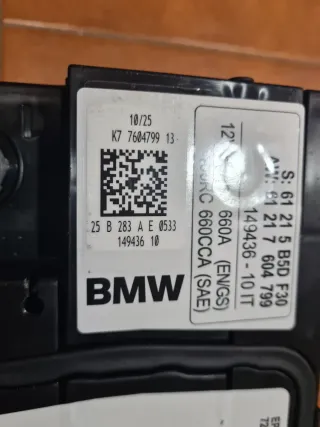 10/25
K7 7604799 13
25 B 283 A E 0533
149436 10
BMW
S: 61 21 5 B5D F30
61 21 7 604 799
149436 - 10 IT
660A (EN/GS)
660CCA (SAE)